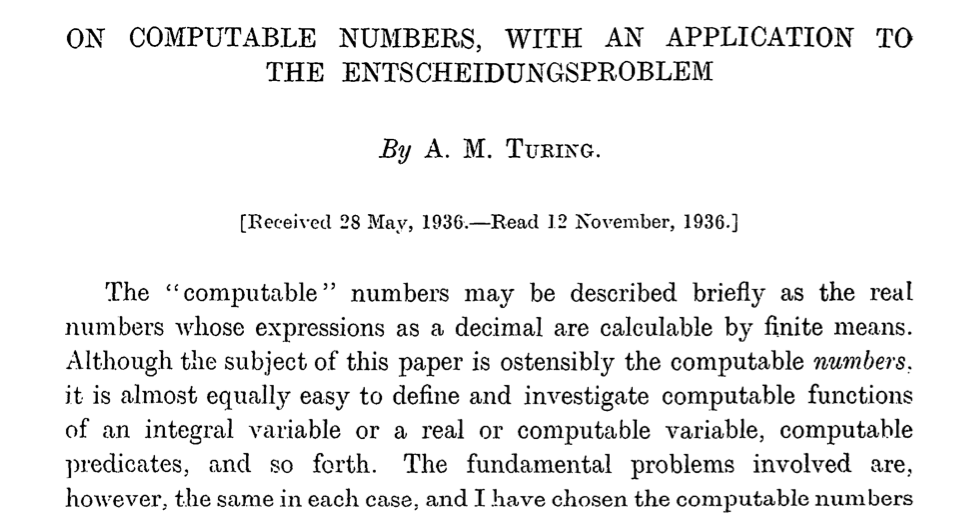 ON COMPUTABLE NUMBERS, WITH AN APPLICATION TO
THE ENTSCHEIDUNGSPROBLEM
By A. M. TURING.
[Received 28 May, 1936.—Read 12 November, 1936.]
The “computable” numbers may be described briefly as the real
numbers whose expressions as a decimal are calculable by finite means.
Although the subject of this paper is ostensibly the computable numbers,
it is almost equally easy to define and investigate computable functions
of an integral variable or a real or computable variable, computable
predicates, and so forth. The fundamental problems involved are,
however, the same in each case, and I have chosen the computable numbers